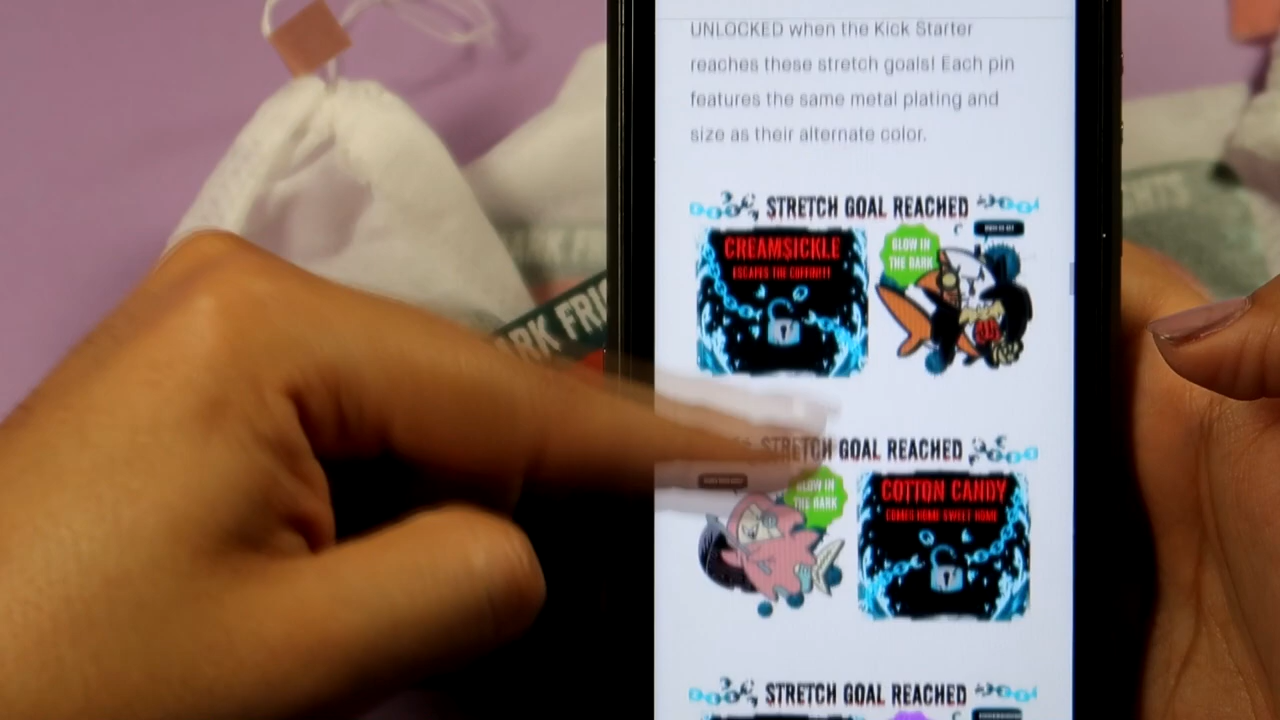 UNLOCKED when the Kick Starter
reaches these stretch goals! Each pin
features the same metal plating and
size as their alternate color.
STRETCH GOAL REACHED
CREAMSICKLE
ESCAPES THE COFFIN!!!
GLOW IN
THE DARK
STRETCH GOAL REACHED
GLOW IN
THE DARK
COTTON CANDY
COMES HOME SWEET HOME
STRETCH GOAL REACHED
ARK FRIG